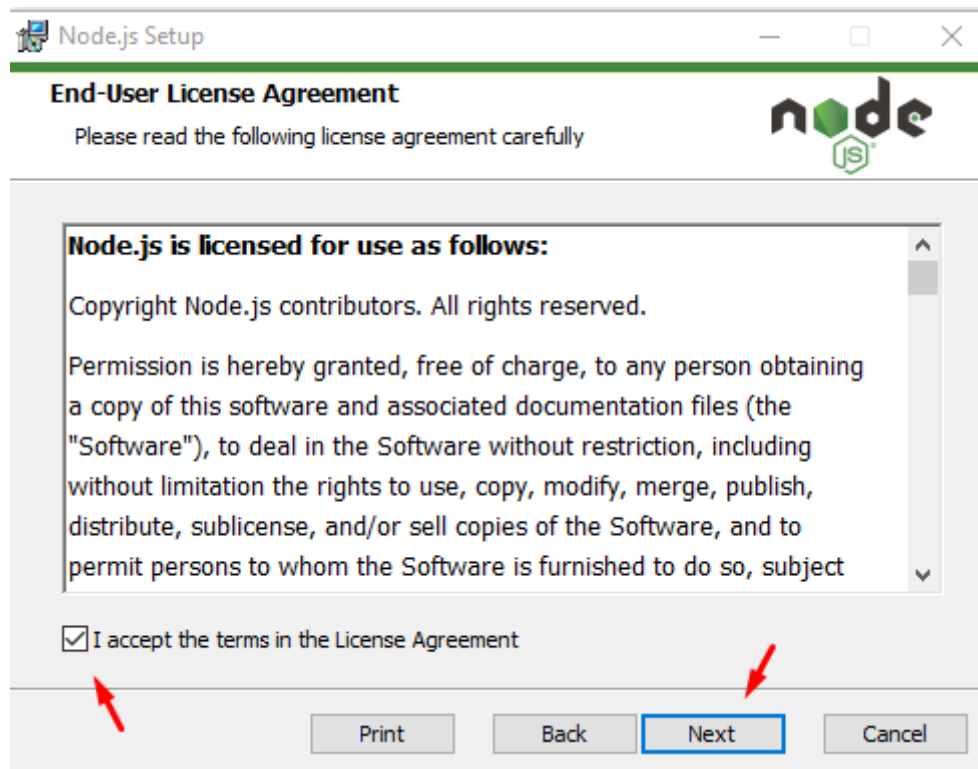 Node.js Setup
End-User License Agreement
Please read the following license agreement carefully
node
JS
Node.js is licensed for use as follows:
Copyright Node.js contributors. All rights reserved.
Permission is hereby granted, free of charge, to any person obtaining
a copy of this software and associated documentation files (the
"Software"), to deal in the Software without restriction, including
without limitation the rights to use, copy, modify, merge, publish,
distribute, sublicense, and/or sell copies of the Software, and to
permit persons to whom the Software is furnished to do so, subject
I accept the terms in the License Agreement
Print Back Next Cancel